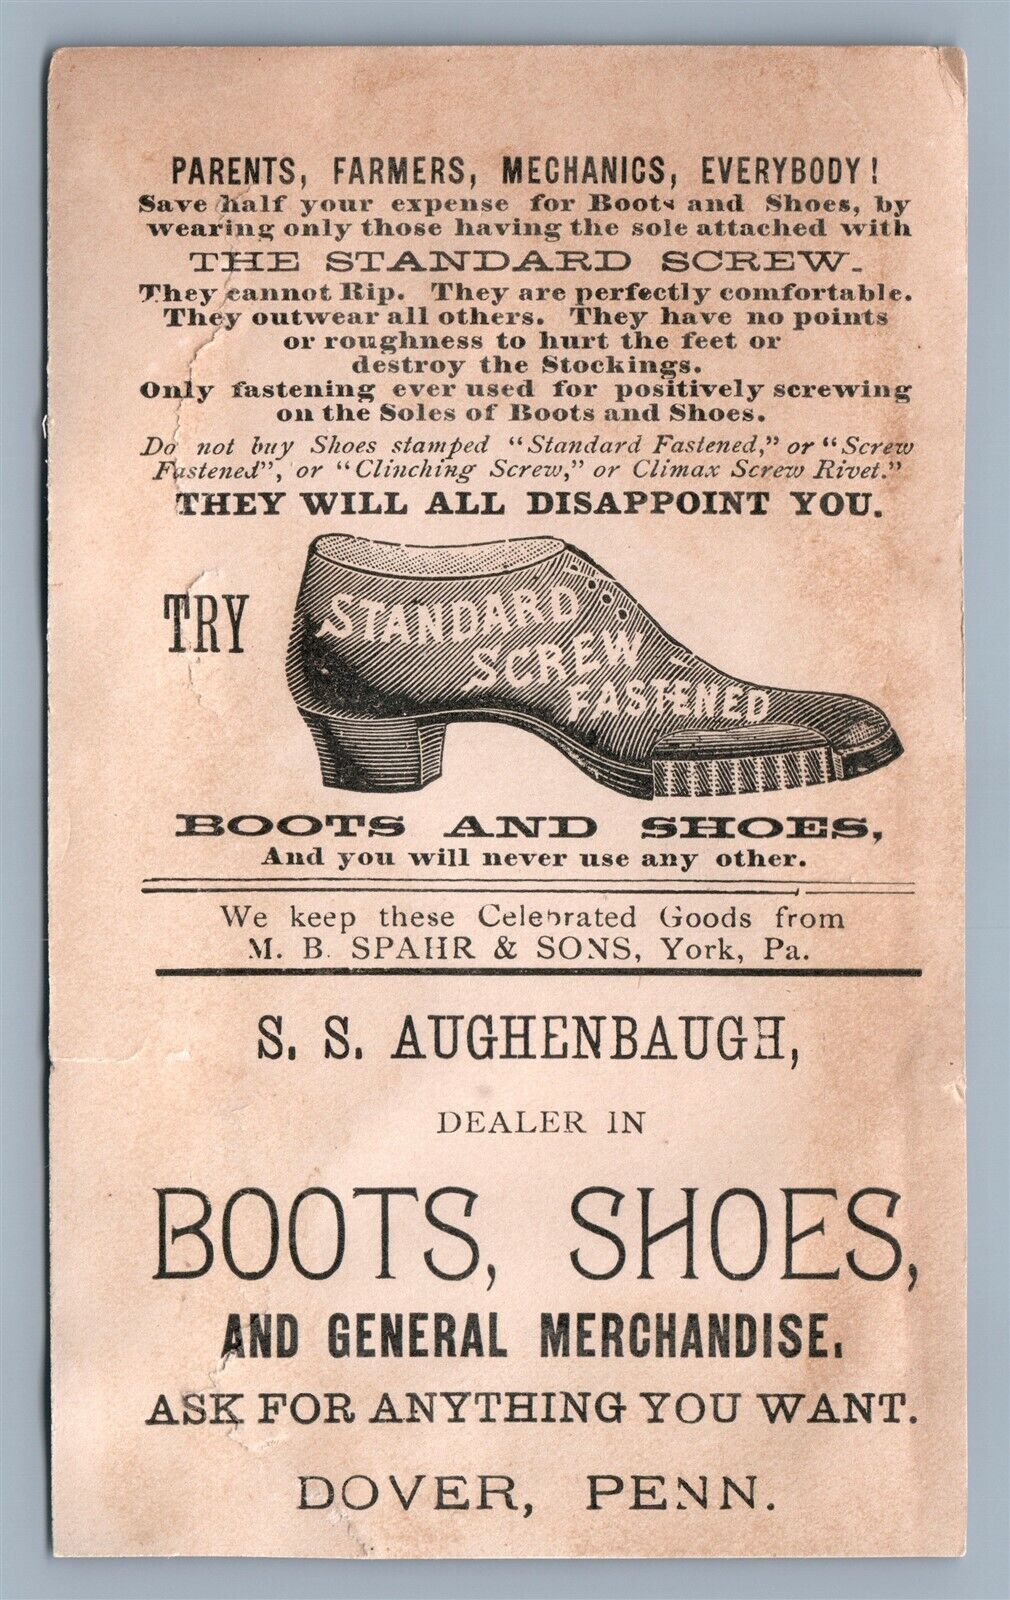 PARENTS, FARMERS, MECHANICS, EVERYBODY!
Save half your expense for Boots and Shoes, by
wearing only those having the sole attached with
THE STANDARD SCREW.
They cannot Rip. They are perfectly comfortable.
They outwear all others. They have no points
or roughness to hurt the feet or
destroy the Stockings.
Only fastening ever used for positively screwing
on the Soles of Boots and Shoes.
Do not buy Shoes stamped "Standard Fastened," or "Screw
Fastened", or "Clinching Screw," or Climax Screw Rivet."
THEY WILL ALL DISAPPOINT YOU.
TRY
STANDARD
SCREW
FASTENED
BOOTS AND SHOES,
And you will never use any other.
We keep these Celebrated Goods from
M. B. SPAHR & SONS, York, Pa.
S. S. AUGHENBAUGH,
DEALER IN
BOOTS, SHOES,
AND GENERAL MERCHANDISE.
ASK FOR ANYTHING YOU WANT.
DOVER, PENN.